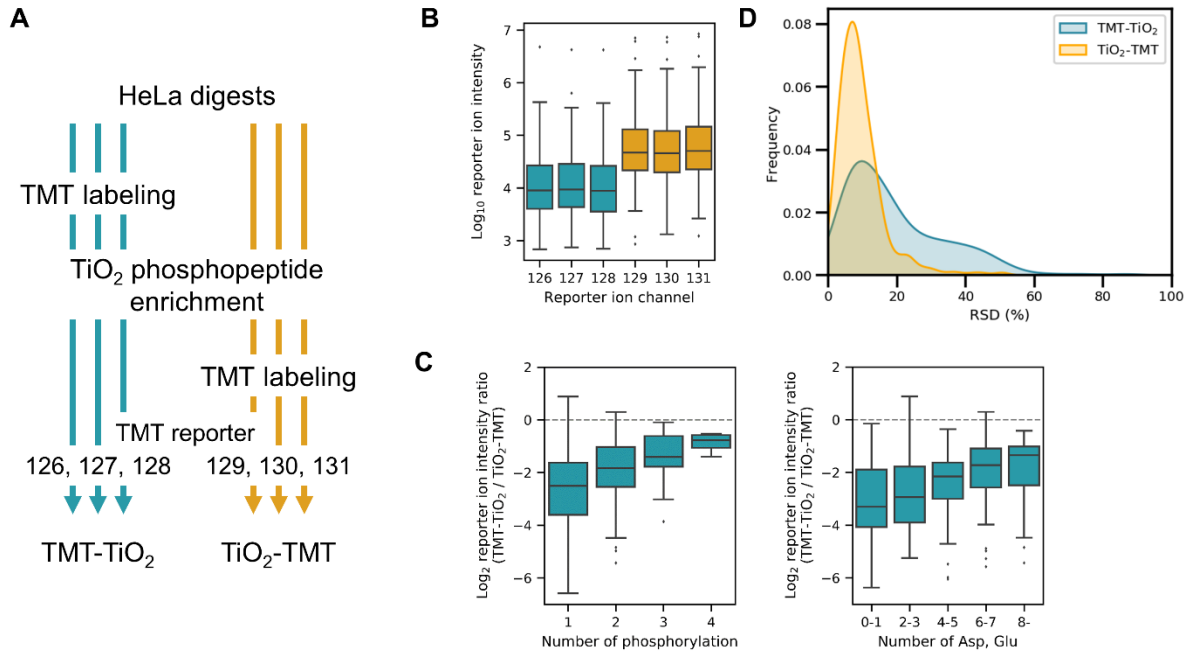 A
HeLa digests
TMT labeling
TiO₂ phosphopeptide
enrichment
TMT labeling
TMT reporter
126, 127, 128
129, 130, 131
TMT-TiO₂
TiO₂-TMT
B
Log₁₀ reporter ion intensity
7
6
5
4
3
126 127 128 129 130 131
Reporter ion channel
D
Frequency
0.08
0.06
0.04
0.02
0.00
0 20 40 60 80 100
RSD (%)
TMT-TiO₂
TiO₂-TMT
C
Log₂ reporter ion intensity ratio
(TMT-TiO₂ / TiO₂-TMT)
2
0
−2
−4
−6
1 2 3 4
Number of phosphorylation
Log₂ reporter ion intensity ratio
(TMT-TiO₂ / TiO₂-TMT)
2
0
−2
−4
−6
0-1 2-3 4-5 6-7 8-
Number of Asp, Glu